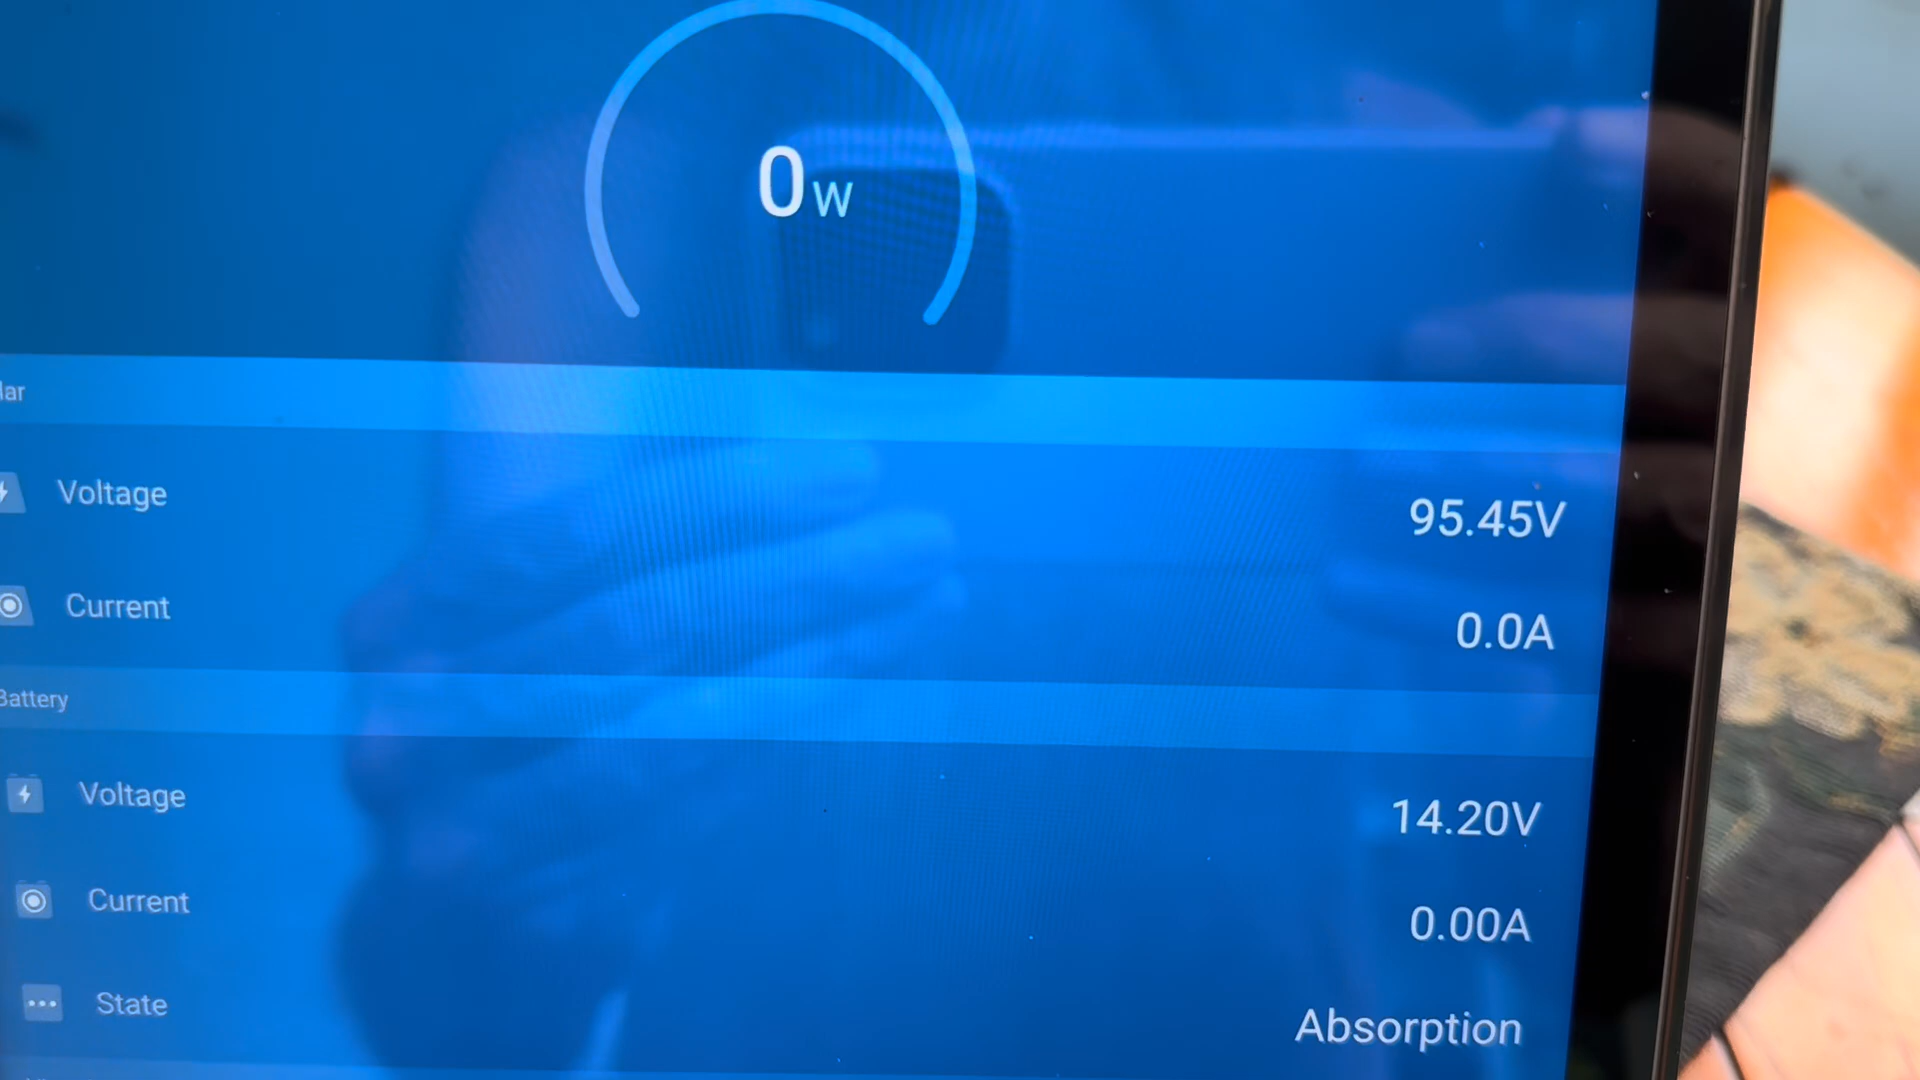 0W
lar
Voltage 95.45V
Current 0.0A
Battery
Voltage 14.20V
Current 0.00A
State Absorption